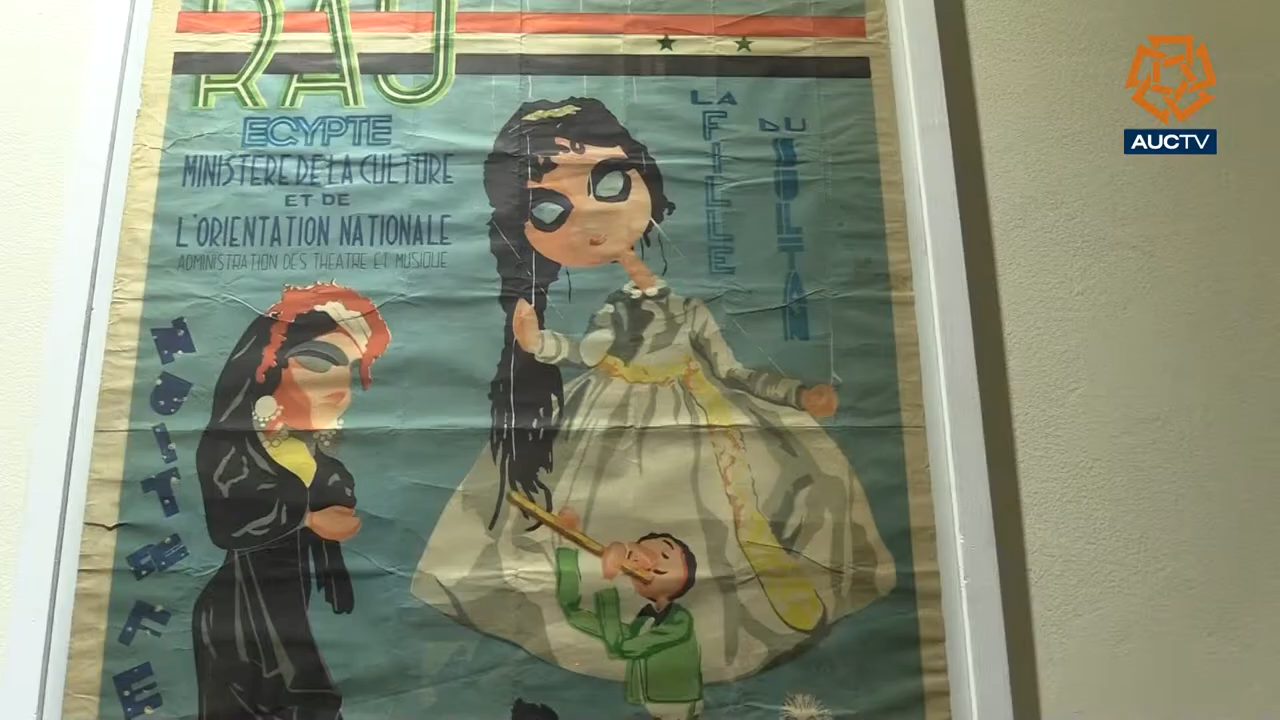 RAU
EGYPTE
MINISTERE DE LA CULTURE
ET DE
L'ORIENTATION NATIONALE
ADMINISTRATION DES THEATRE ET MUSIQUE
LA
FILLE
DU
SULTAN
AUCTV